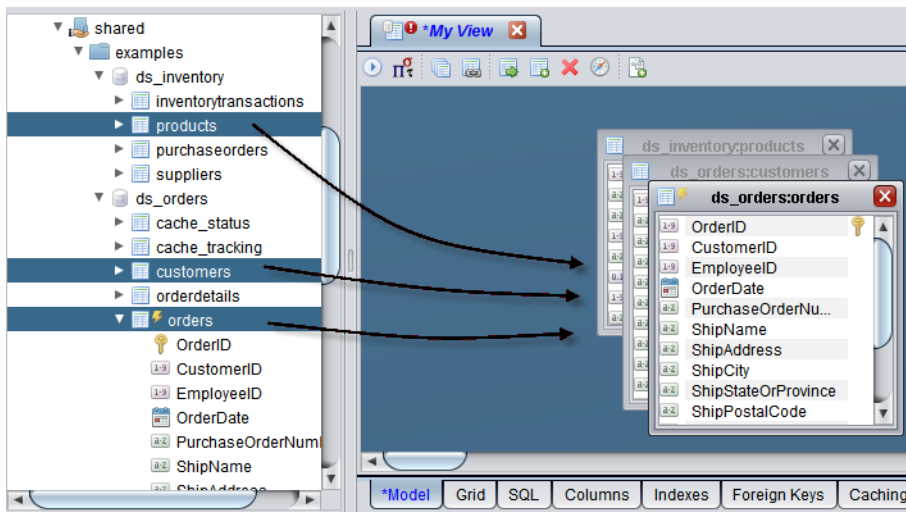 shared
examples
ds_inventory
inventorytransactions
products
purchaseorders
suppliers
ds_orders
cache_status
cache_tracking
customers
orderdetails
orders
OrderID
CustomerID
EmployeeID
OrderDate
PurchaseOrderNum
ShipName
*My View
ds_inventory:products
ds_orders:customers
ds_orders:orders
OrderID
CustomerID
EmployeeID
OrderDate
PurchaseOrderNu...
ShipName
ShipAddress
ShipCity
ShipStateOrProvince
ShipPostalCode
*Model Grid SQL Columns Indexes Foreign Keys Caching